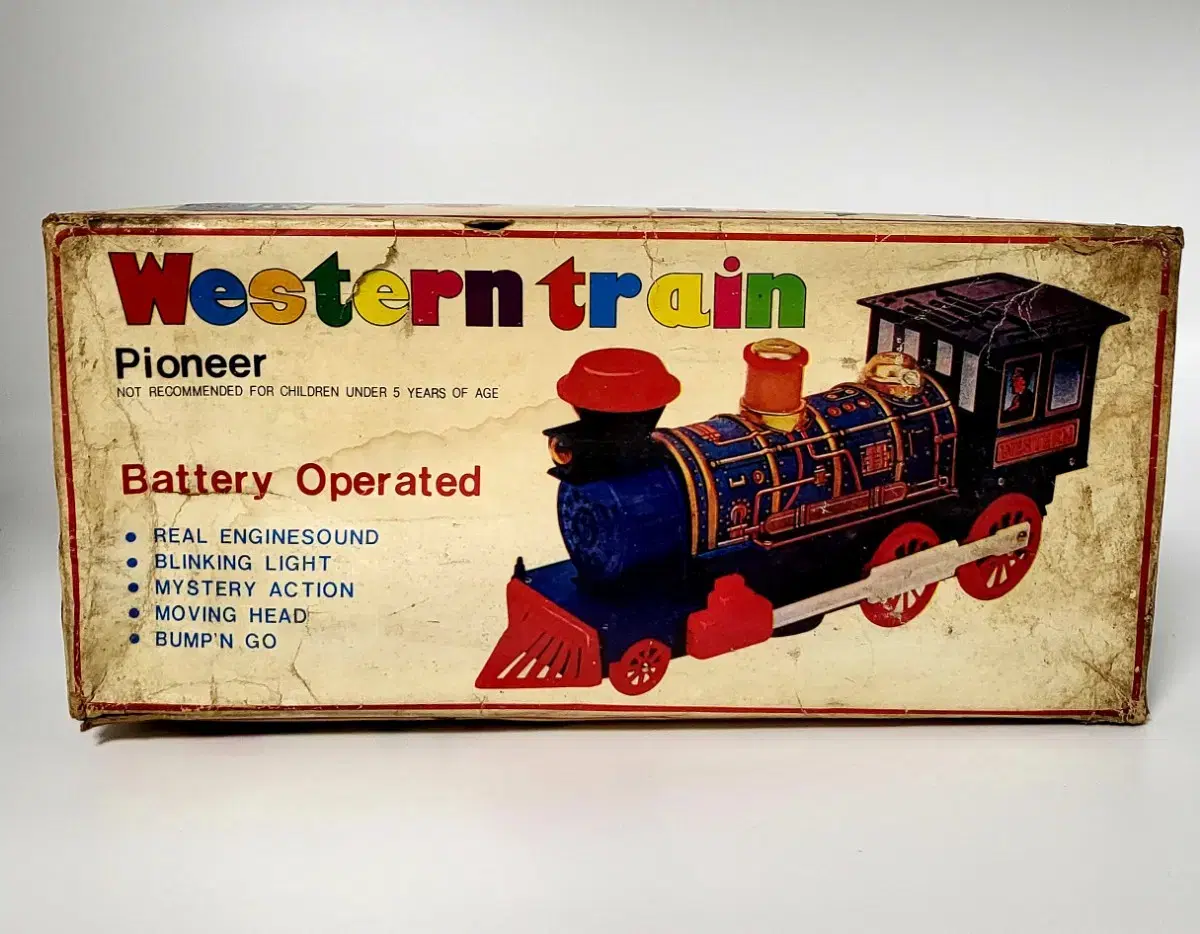 Western train
Pioneer
NOT RECOMMENDED FOR CHILDREN UNDER 5 YEARS OF AGE
Battery Operated
• REAL ENGINESOUND
• BLINKING LIGHT
• MYSTERY ACTION
• MOVING HEAD
• BUMP'N GO
WESTERN